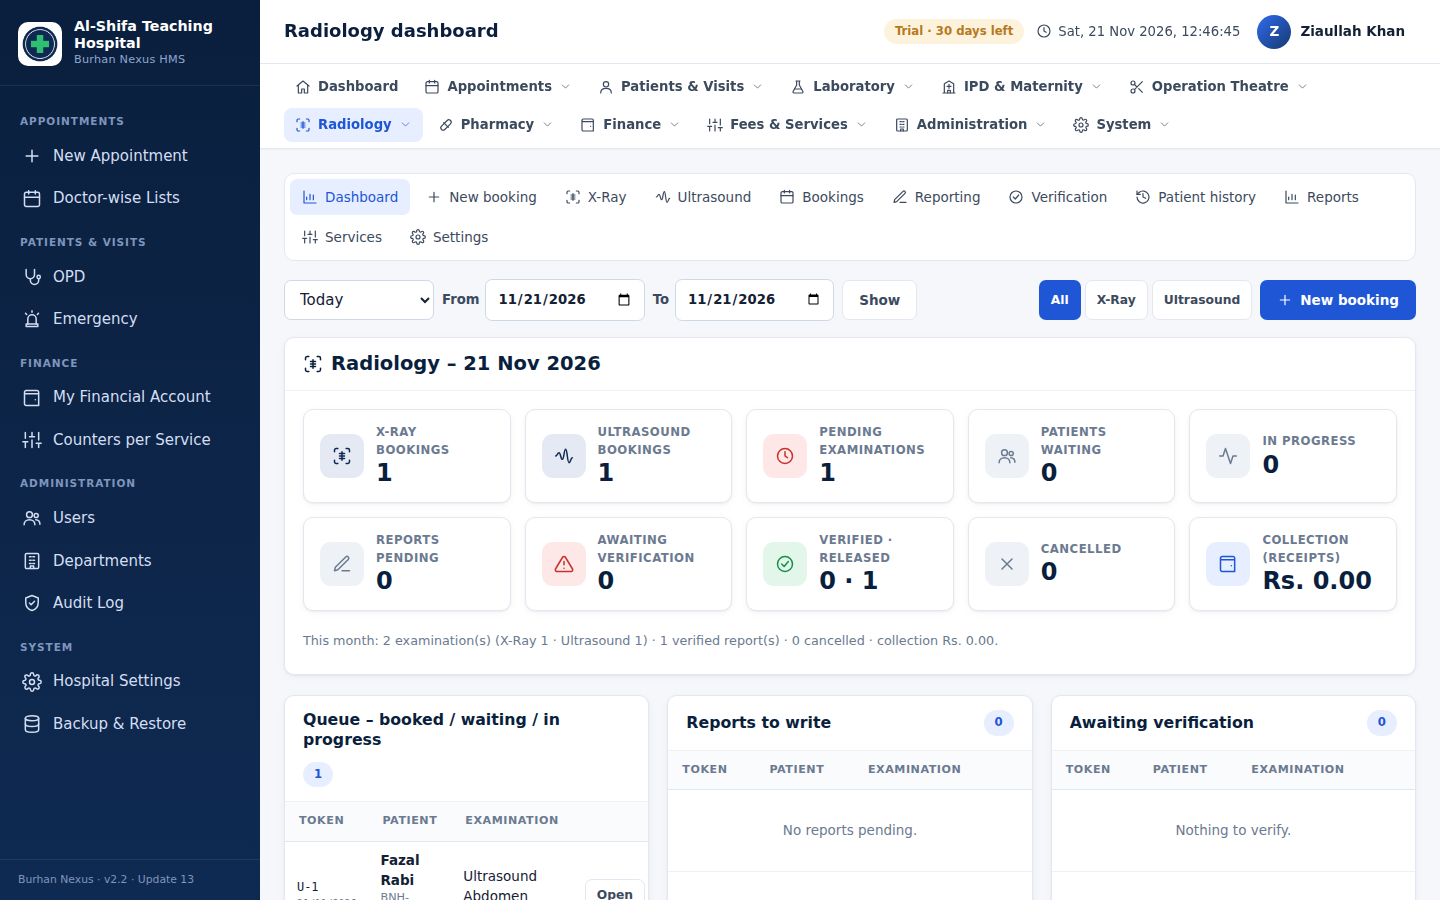 Al-Shifa Teaching
Hospital
Burhan Nexus HMS
APPOINTMENTS
New Appointment
Doctor-wise Lists
PATIENTS & VISITS
OPD
Emergency
FINANCE
My Financial Account
Counters per Service
ADMINISTRATION
Users
Departments
Audit Log
SYSTEM
Hospital Settings
Backup & Restore
Burhan Nexus · v2.2 · Update 13
Radiology dashboard
Trial · 30 days left
Sat, 21 Nov 2026, 12:46:45
Z
Ziaullah Khan
Dashboard Appointments Patients & Visits Laboratory IPD & Maternity Operation Theatre
Radiology Pharmacy Finance Fees & Services Administration System
Dashboard New booking X-Ray Ultrasound Bookings Reporting Verification Patient history Reports
Services Settings
Today From 11/21/2026 To 11/21/2026 Show All X-Ray Ultrasound New booking
Radiology – 21 Nov 2026
X-RAY
BOOKINGS
1
ULTRASOUND
BOOKINGS
1
PENDING
EXAMINATIONS
1
PATIENTS
WAITING
0
IN PROGRESS
0
REPORTS
PENDING
0
AWAITING
VERIFICATION
0
VERIFIED ·
RELEASED
0 · 1
CANCELLED
0
COLLECTION
(RECEIPTS)
Rs. 0.00
This month: 2 examination(s) (X-Ray 1 · Ultrasound 1) · 1 verified report(s) · 0 cancelled · collection Rs. 0.00.
Queue – booked / waiting / in
progress
1
TOKEN PATIENT EXAMINATION
U-1
Fazal
Rabi
BNH-
Ultrasound
Abdomen
Open
Reports to write
0
TOKEN PATIENT EXAMINATION
No reports pending.
Awaiting verification
0
TOKEN PATIENT EXAMINATION
Nothing to verify.